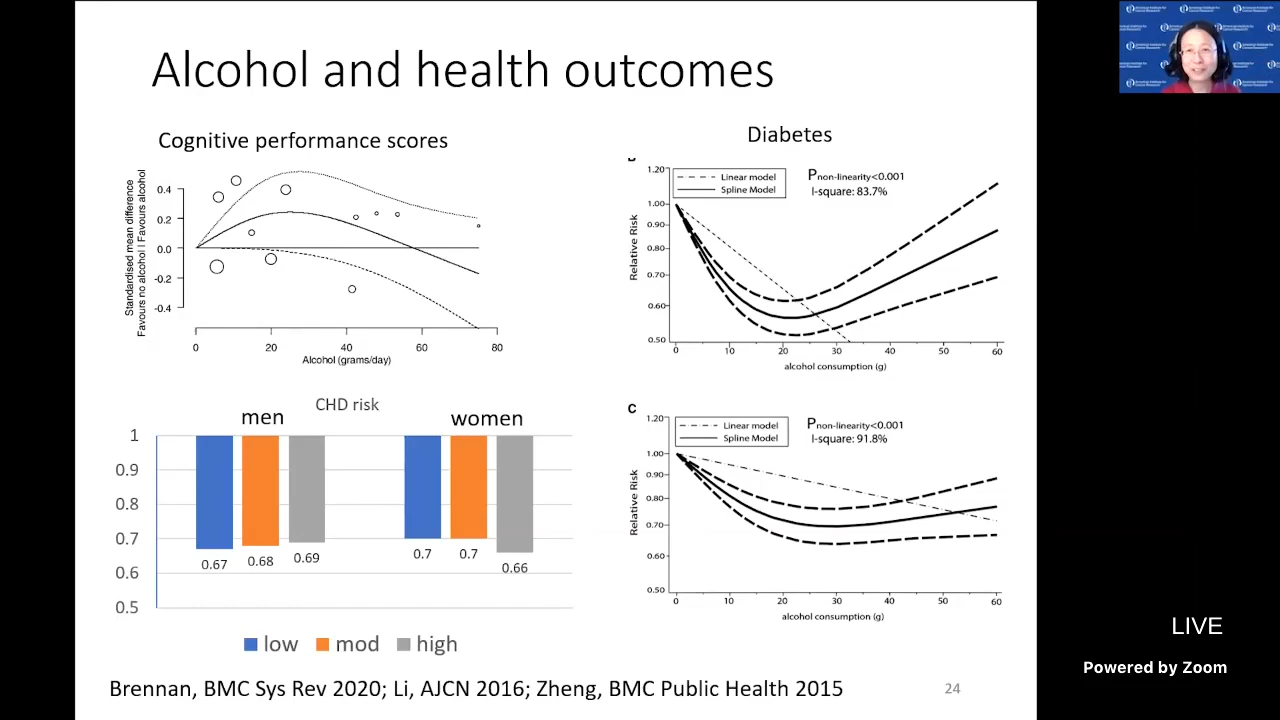 Alcohol and health outcomes
Cognitive performance scores
Standardised mean difference
Favours no alcohol | Favours alcohol
0.4
0.2
0.0
-0.2
-0.4
0
20
40
60
80
Alcohol (grams/day)
Diabetes
1.20
1.00
0.90
0.80
0.70
0.60
0.50
Relative Risk
Linear model
Spline Model
Pnon-linearity<0.001
I-square: 83.7%
0
10
20
30
40
50
60
alcohol consumption (g)
CHD risk
men
women
1
0.9
0.8
0.7
0.6
0.5
0.67
0.68
0.69
0.7
0.7
0.66
low
mod
high
C
1.20
1.00
0.90
0.80
0.70
0.60
0.50
Relative Risk
Linear model
Spline Model
Pnon-linearity<0.001
I-square: 91.8%
0
10
20
30
40
50
60
alcohol consumption (g)
Brennan, BMC Sys Rev 2020; Li, AJCN 2016; Zheng, BMC Public Health 2015
24
LIVE
Powered by Zoom